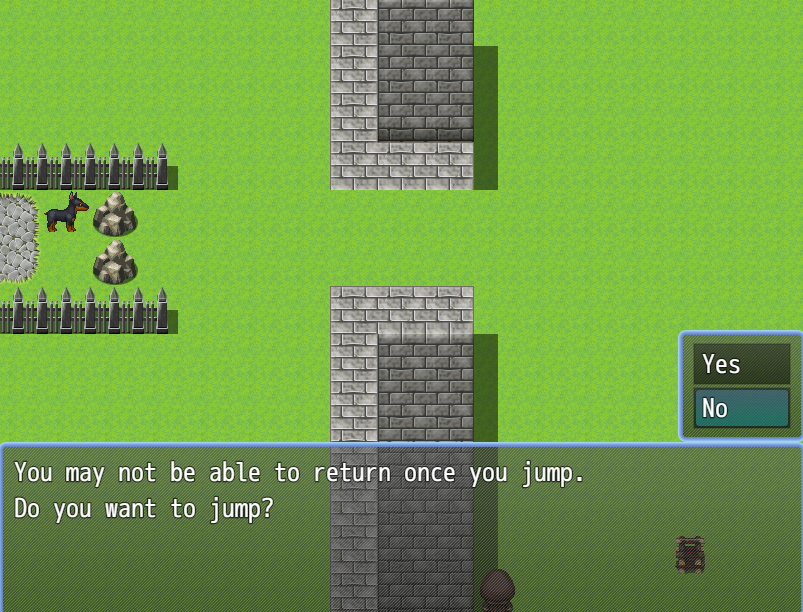 Yes
No
You may not be able to return once you jump.
Do you want to jump?